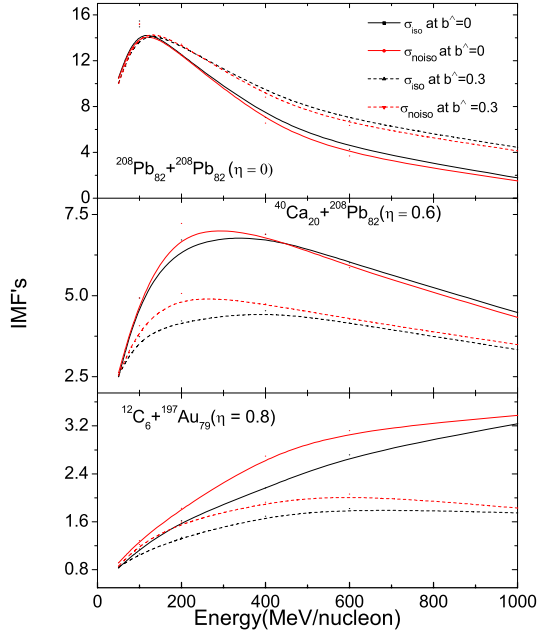 16
12
8
4
0
σiso at b^=0
σnoiso at b^=0
σiso at b^=0.3
σnoiso at b^=0.3
208Pb82+208Pb82(η=0)
7.5
5.0
2.5
40Ca20+208Pb82(η = 0.6)
IMF's
3.2
2.4
1.6
0.8
12C6+197Au79(η = 0.8)
0 200 400 600 800 1000
Energy(MeV/nucleon)